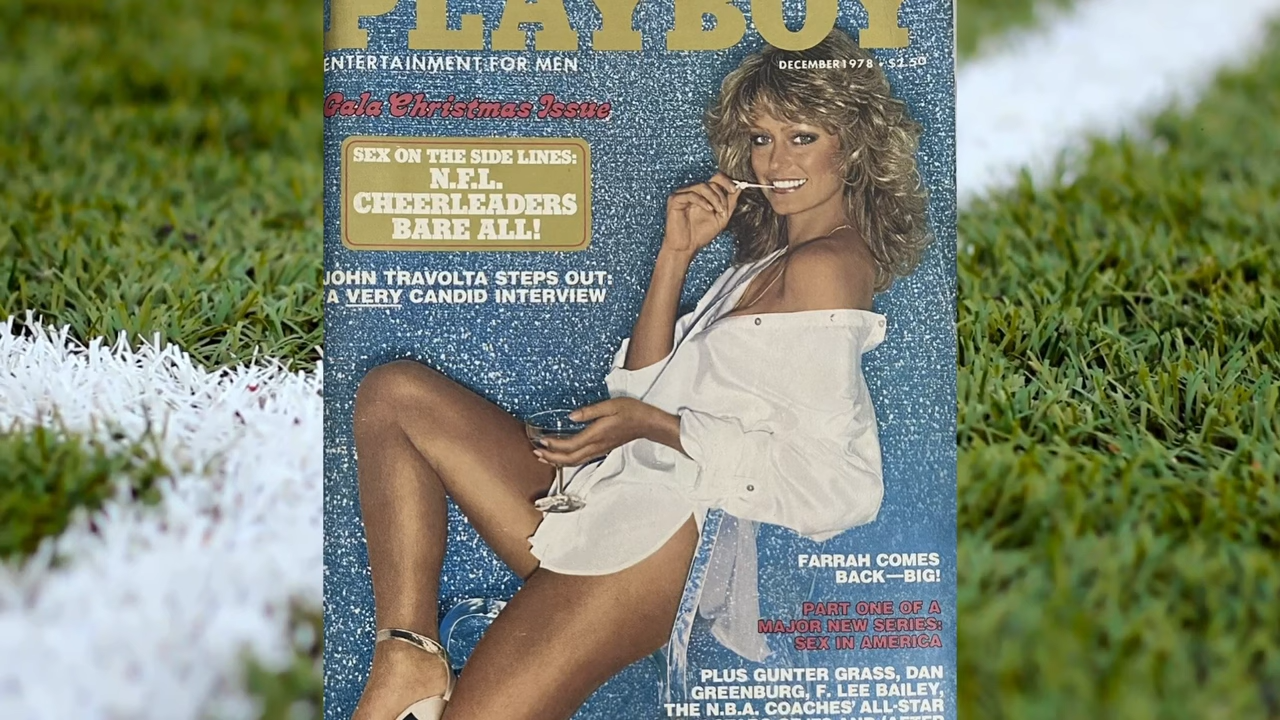 PLAYBOY
ENTERTAINMENT FOR MEN
DECEMBER 1978 • $2.50
Gala Christmas Issue
SEX ON THE SIDE LINES:
N.F.L.
CHEERLEADERS
BARE ALL!
JOHN TRAVOLTA STEPS OUT:
A VERY CANDID INTERVIEW
FARRAH COMES
BACK—BIG!
PART ONE OF A
MAJOR NEW SERIES:
SEX IN AMERICA
PLUS GUNTER GRASS, DAN
GREENBURG, F. LEE BAILEY,
THE N.B.A. COACHES' ALL-STAR